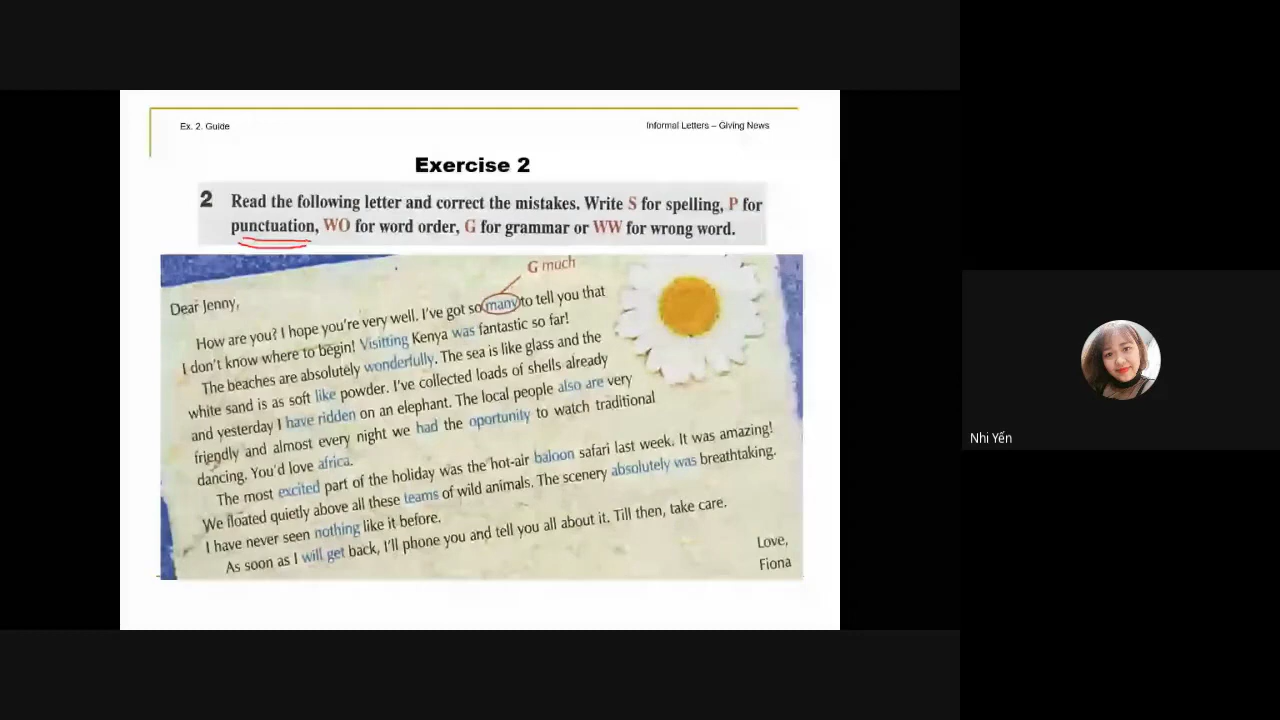 Ex. 2. Guide
Informal Letters – Giving News
Exercise 2
2 Read the following letter and correct the mistakes. Write S for spelling, P for
punctuation, WO for word order, G for grammar or WW for wrong word.
G much
Dear Jenny,
How are you? I hope you're very well. I've got so many to tell you that
I don't know where to begin! Visitting Kenya was fantastic so far!
The beaches are absolutely wonderfully. The sea is like glass and the
white sand is as soft like powder. I've collected loads of shells already
and yesterday I have ridden on an elephant. The local people also are very
friendly and almost every night we had the oportunity to watch traditional
dancing. You'd love africa.
The most excited part of the holiday was the hot-air baloon safari last week. It was amazing!
We floated quietly above all these teams of wild animals. The scenery absolutely was breathtaking.
I have never seen nothing like it before.
As soon as I will get back, I'll phone you and tell you all about it. Till then, take care.
Love,
Fiona
Nhi Yến